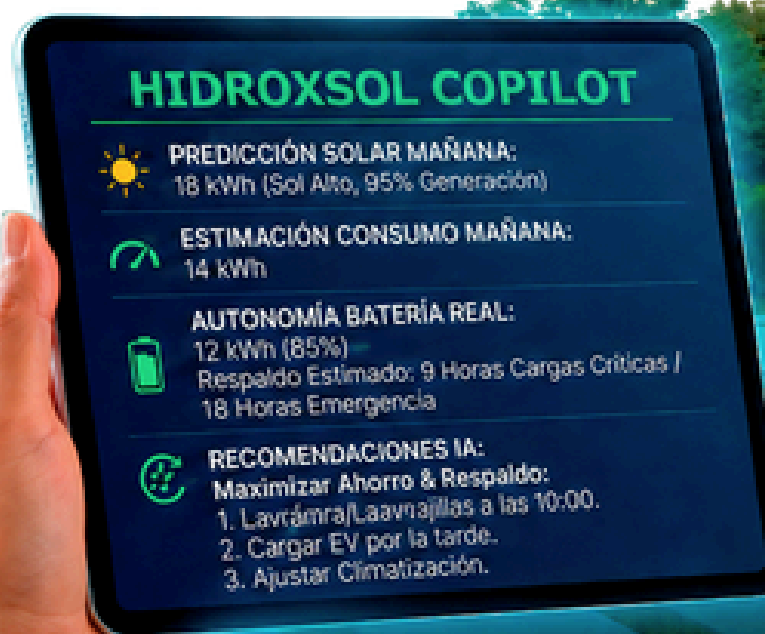 HIDROXSOL COPILOT
PREDICCIÓN SOLAR MAÑANA:
18 kWh (Sol Alto, 95% Generación)
ESTIMACIÓN CONSUMO MAÑANA:
14 kWh
AUTONOMÍA BATERÍA REAL:
12 kWh (85%)
Respaldo Estimado: 9 Horas Cargas Críticas /
18 Horas Emergencia
RECOMENDACIONES IA:
Maximizar Ahorro & Respaldo:
1. a las 10:00.
2. Cargar EV por la tarde.
3. Ajustar Climatización.